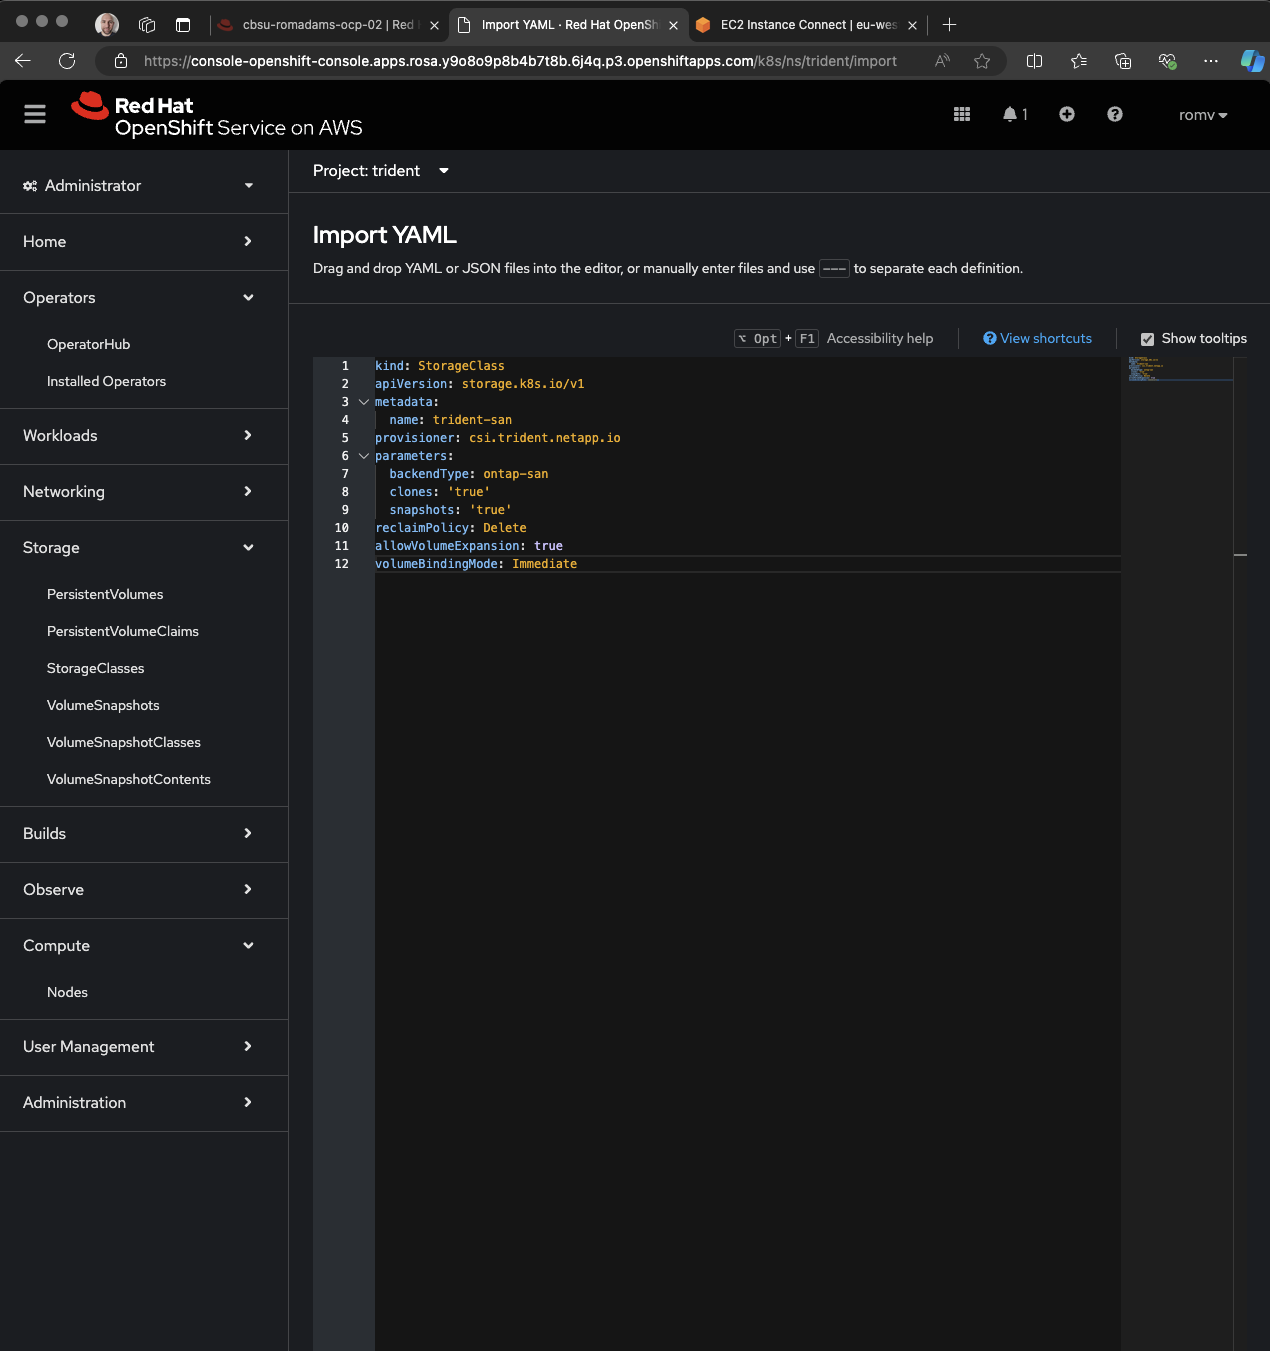 cbsu-romadams-ocp-02 | Red
Import YAML · Red Hat OpenSh
EC2 Instance Connect | eu-wes
https://console-openshift-console.apps.rosa.y9o8o9p8b4b7t8b.6j4q.p3.openshiftapps.com/k8s/ns/trident/import
Red Hat
OpenShift Service on AWS
1
romv
Administrator
Home
Operators
OperatorHub
Installed Operators
Workloads
Networking
Storage
PersistentVolumes
PersistentVolumeClaims
StorageClasses
VolumeSnapshots
VolumeSnapshotClasses
VolumeSnapshotContents
Builds
Observe
Compute
Nodes
User Management
Administration
Project: trident
Import YAML
Drag and drop YAML or JSON files into the editor, or manually enter files and use --- to separate each definition.
⌥ Opt + F1 Accessibility help
View shortcuts
Show tooltips
1 kind: StorageClass
2 apiVersion: storage.k8s.io/v1
3 metadata:
4   name: trident-san
5 provisioner: csi.trident.netapp.io
6 parameters:
7   backendType: ontap-san
8   clones: 'true'
9   snapshots: 'true'
10 reclaimPolicy: Delete
11 allowVolumeExpansion: true
12 volumeBindingMode: Immediate